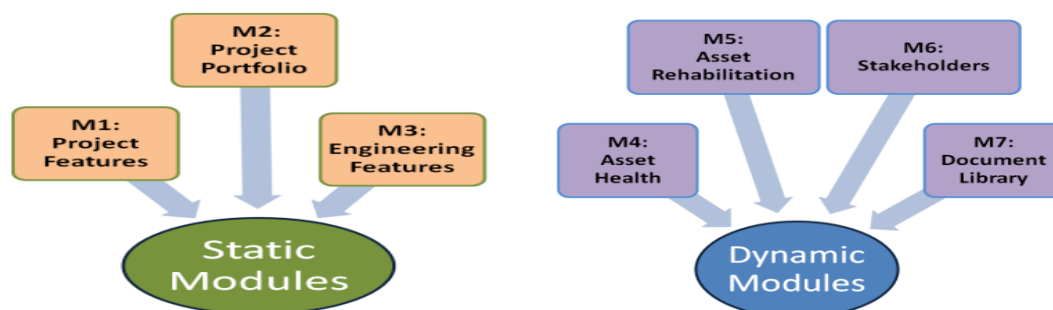 M1:
Project
Features
M2:
Project
Portfolio
M3:
Engineering
Features
Static
Modules
M4:
Asset
Health
M5:
Asset
Rehabilitation
M6:
Stakeholders
M7:
Document
Library
Dynamic
Modules